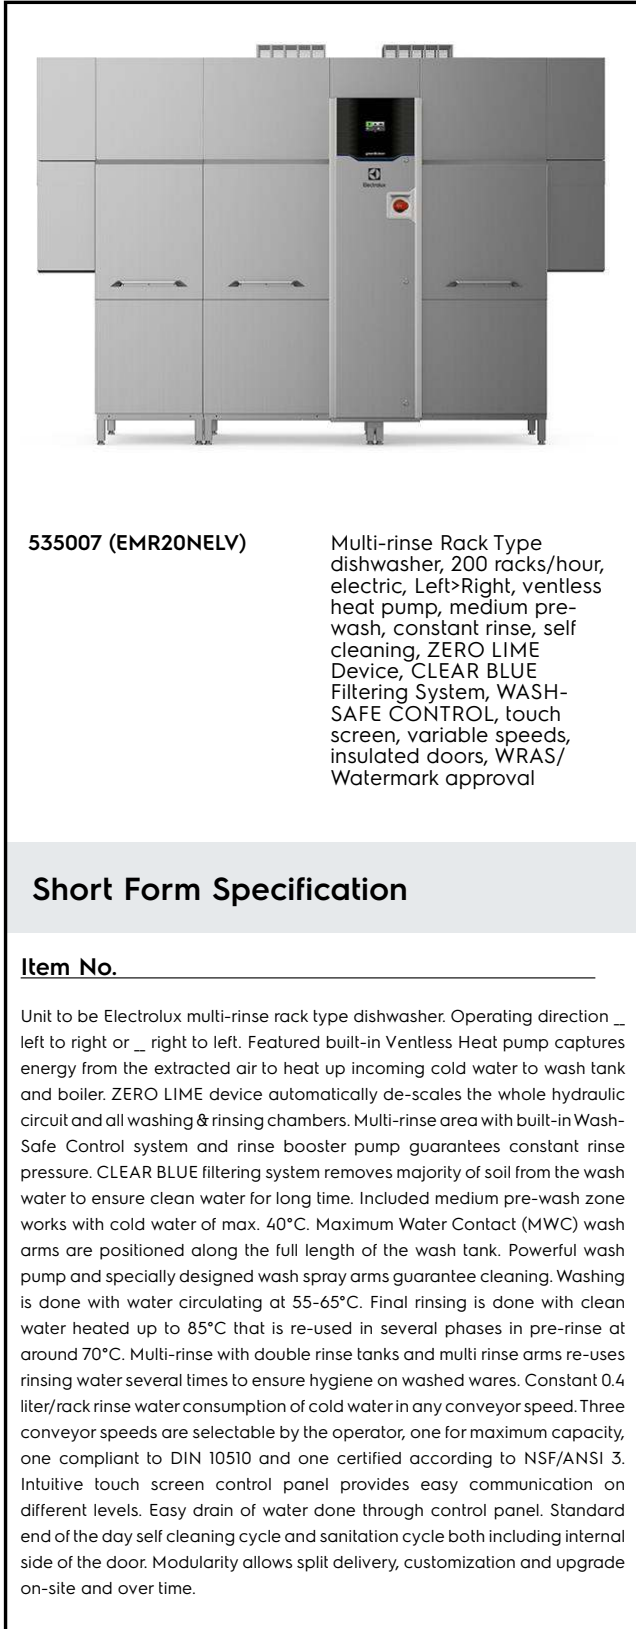 Electrolux
535007 (EMR20NELV)
Multi-rinse Rack Type
dishwasher, 200 racks/hour,
electric, Left>Right, ventless
heat pump, medium pre-
wash, constant rinse, self
cleaning, ZERO LIME
Device, CLEAR BLUE
Filtering System, WASH-
SAFE CONTROL, touch
screen, variable speeds,
insulated doors, WRAS/
Watermark approval
Short Form Specification
Item No.
Unit to be Electrolux multi-rinse rack type dishwasher. Operating direction __
left to right or __ right to left. Featured built-in Ventless Heat pump captures
energy from the extracted air to heat up incoming cold water to wash tank
and boiler. ZERO LIME device automatically de-scales the whole hydraulic
circuit and all washing & rinsing chambers. Multi-rinse area with built-in Wash-
Safe Control system and rinse booster pump guarantees constant rinse
pressure. CLEAR BLUE filtering system removes majority of soil from the wash
water to ensure clean water for long time. Included medium pre-wash zone
works with cold water of max. 40°C. Maximum Water Contact (MWC) wash
arms are positioned along the full length of the wash tank. Powerful wash
pump and specially designed wash spray arms guarantee cleaning. Washing
is done with water circulating at 55-65°C. Final rinsing is done with clean
water heated up to 85°C that is re-used in several phases in pre-rinse at
around 70°C. Multi-rinse with double rinse tanks and multi rinse arms re-uses
rinsing water several times to ensure hygiene on washed wares. Constant 0.4
liter/rack rinse water consumption of cold water in any conveyor speed. Three
conveyor speeds are selectable by the operator, one for maximum capacity,
one compliant to DIN 10510 and one certified according to NSF/ANSI 3.
Intuitive touch screen control panel provides easy communication on
different levels. Easy drain of water done through control panel. Standard
end of the day self cleaning cycle and sanitation cycle both including internal
side of the door. Modularity allows split delivery, customization and upgrade
on-site and over time.